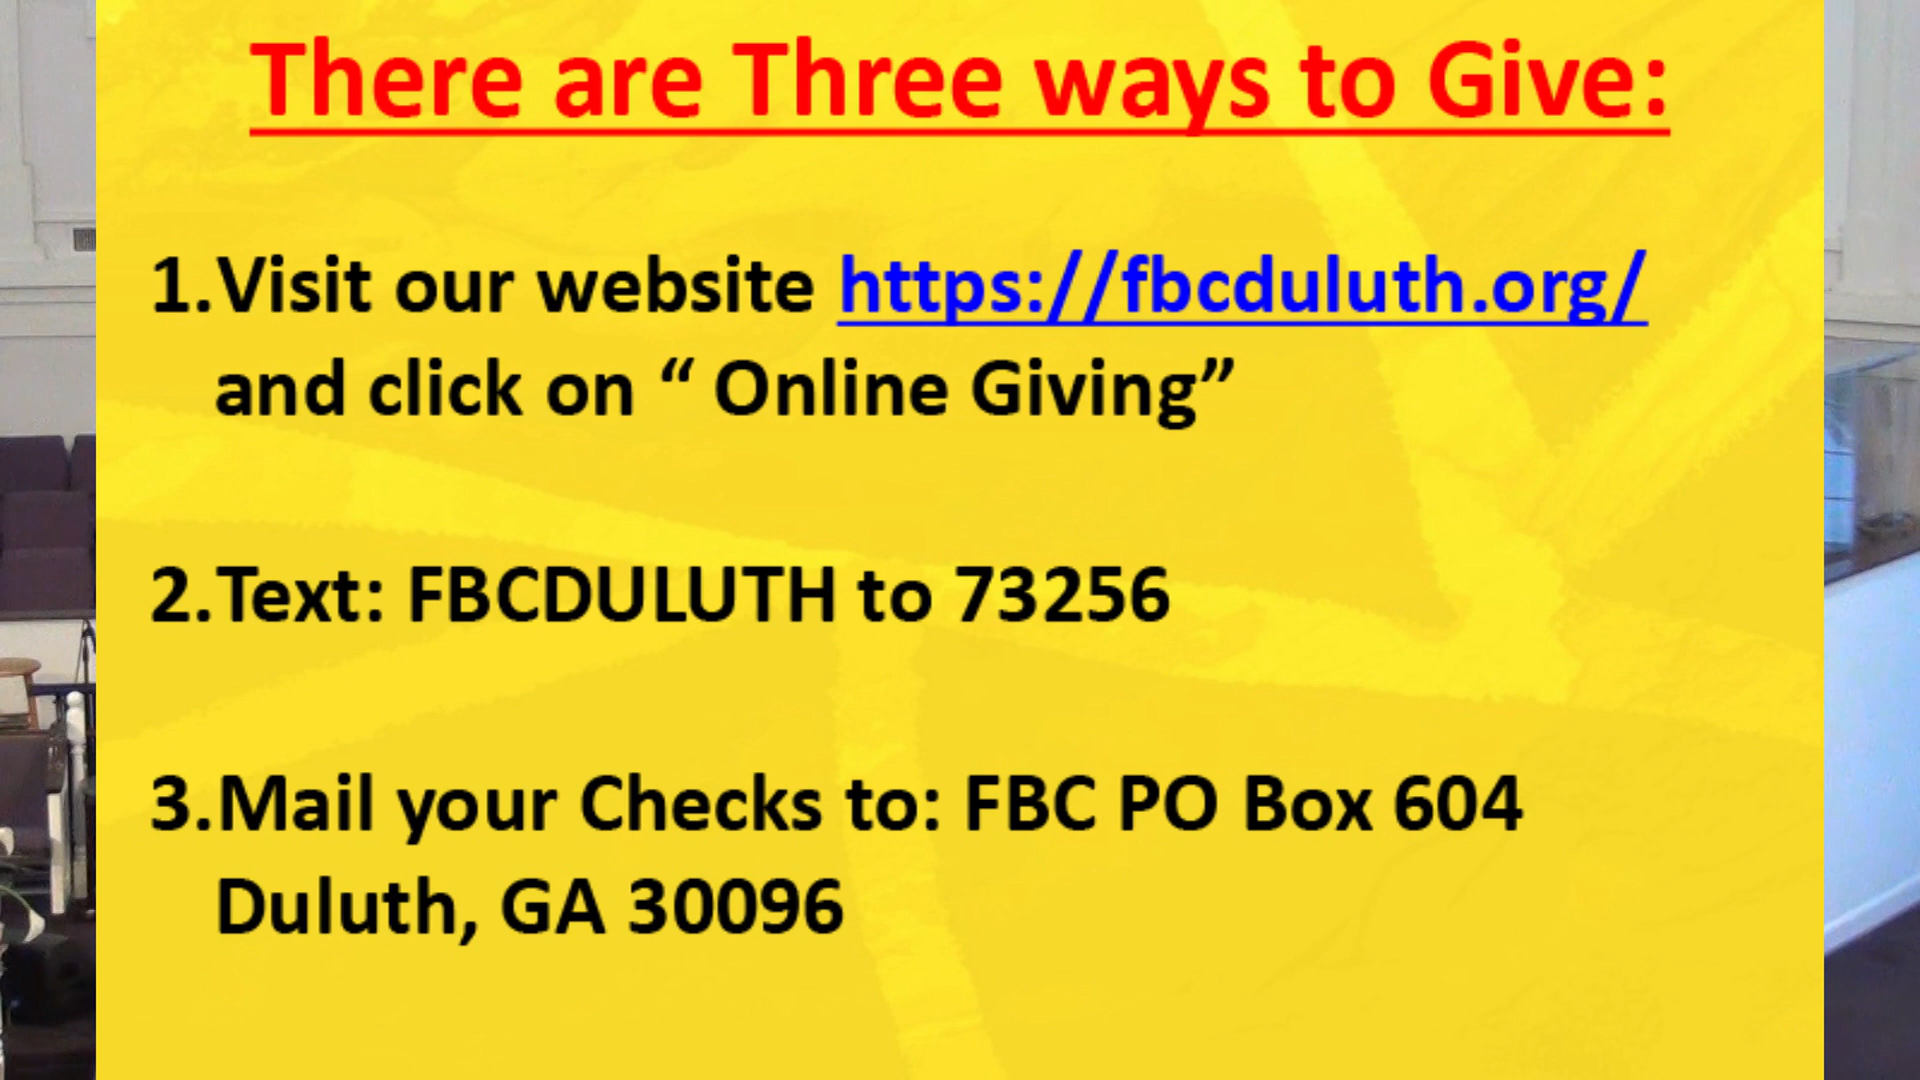 There are Three ways to Give:
1.Visit our website https://fbcduluth.org/
and click on “ Online Giving”
2.Text: FBCDULUTH to 73256
3.Mail your Checks to: FBC PO Box 604
Duluth, GA 30096